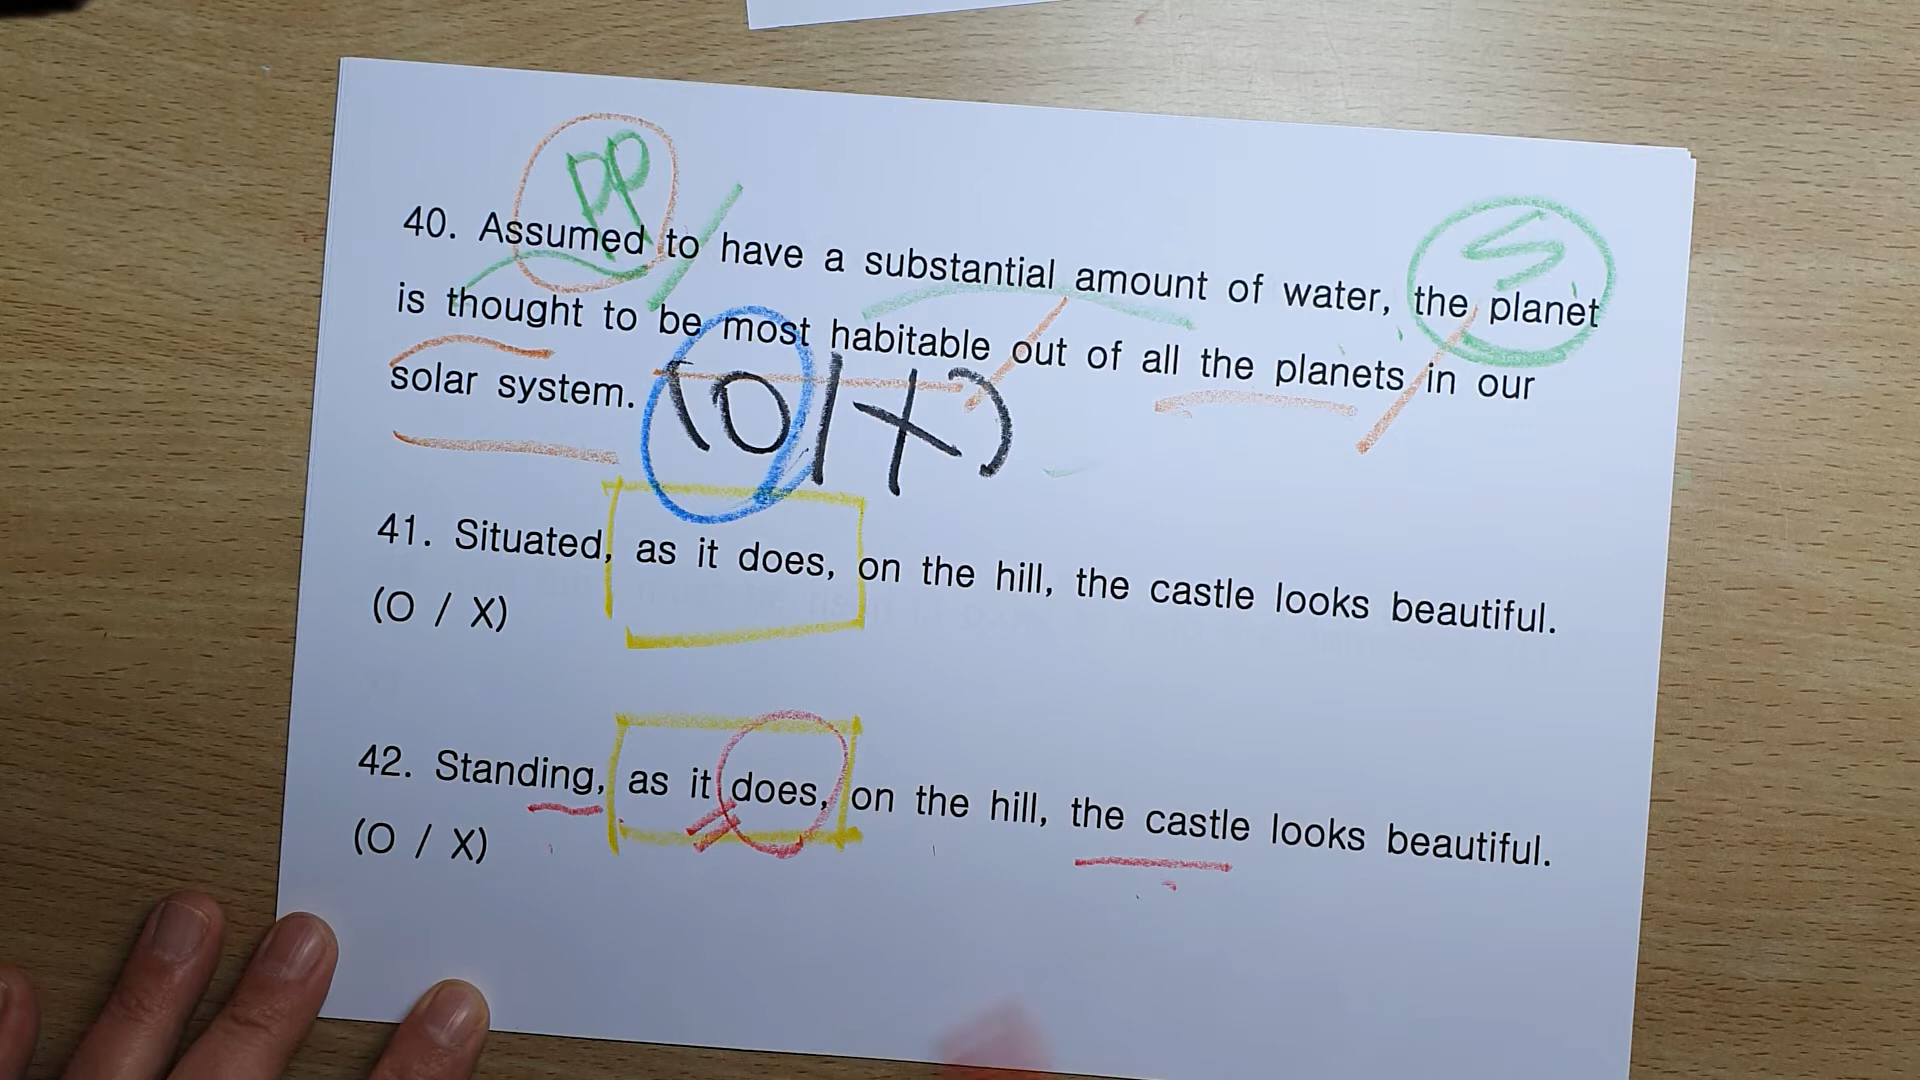 PP
S
40. Assumed to have a substantial amount of water, the planet
is thought to be most habitable out of all the planets in our
solar system. (O/X)
41. Situated, as it does, on the hill, the castle looks beautiful.
(O / X)
42. Standing, as it does, on the hill, the castle looks beautiful.
(O / X)